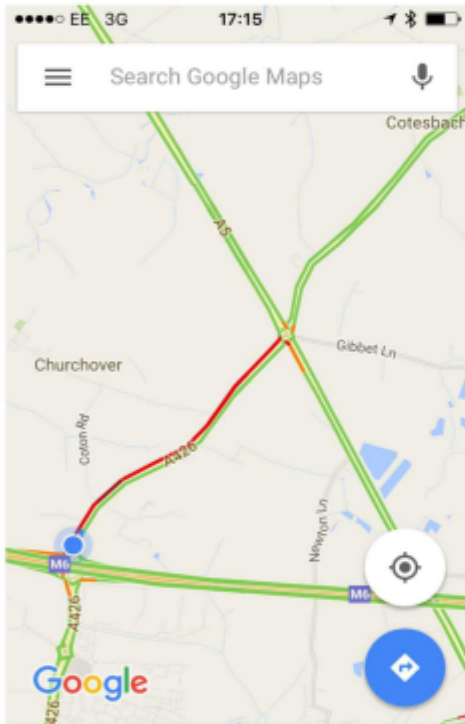 EE 3G 17:15
Search Google Maps
Cotesbach
A5
Gibbet Ln
Churchover
Coton Rd
A426
Newton Ln
M6
M6
A426
Google
426